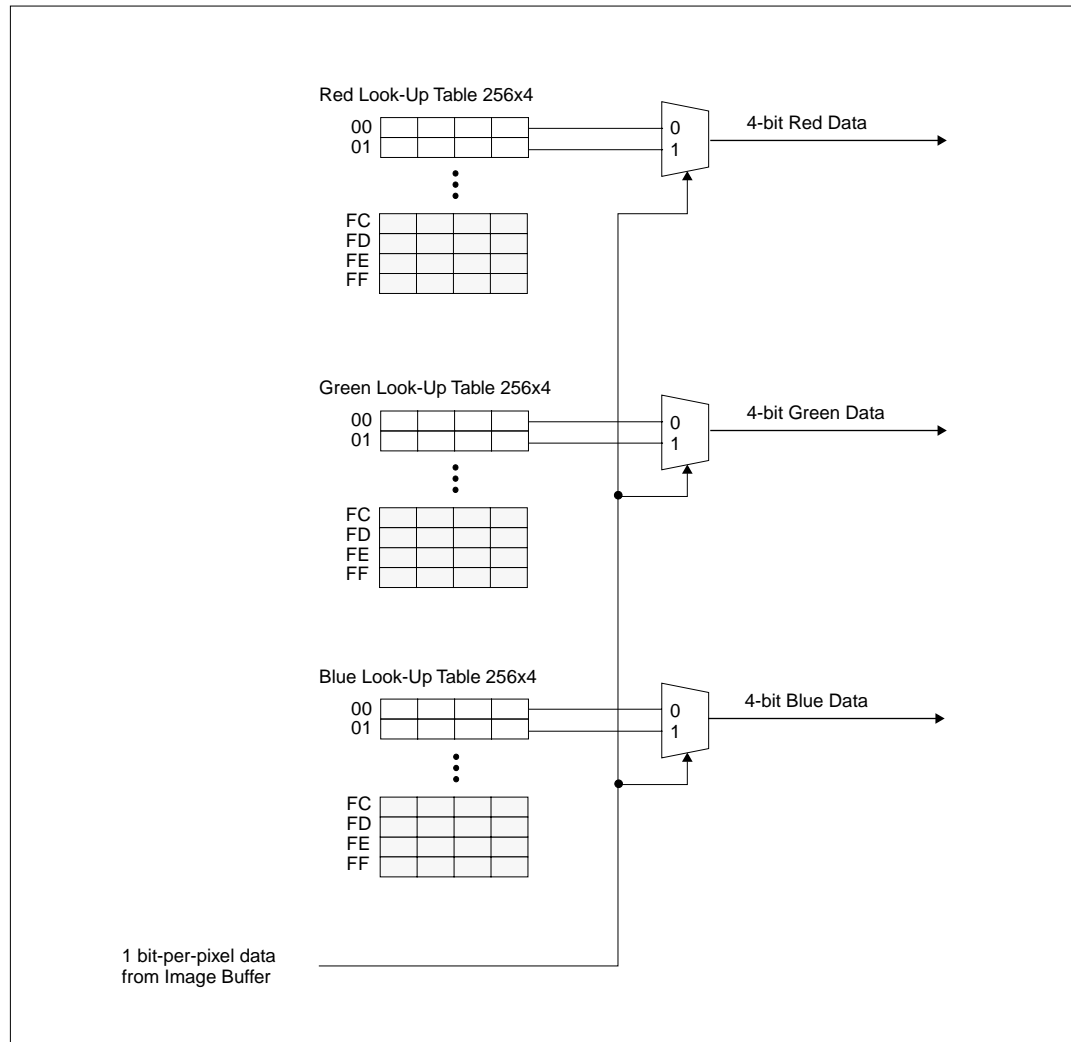 Red Look-Up Table 256x4
00
01
FC
FD
FE
FF
0
1
4-bit Red Data
Green Look-Up Table 256x4
00
01
FC
FD
FE
FF
0
1
4-bit Green Data
Blue Look-Up Table 256x4
00
01
FC
FD
FE
FF
0
1
4-bit Blue Data
1 bit-per-pixel data
from Image Buffer